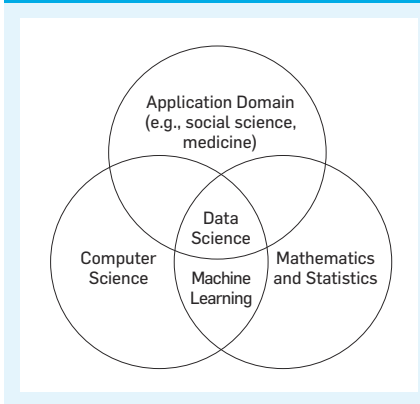 Application Domain
(e.g., social science,
medicine)
Data
Science
Computer
Science
Machine
Learning
Mathematics
and Statistics